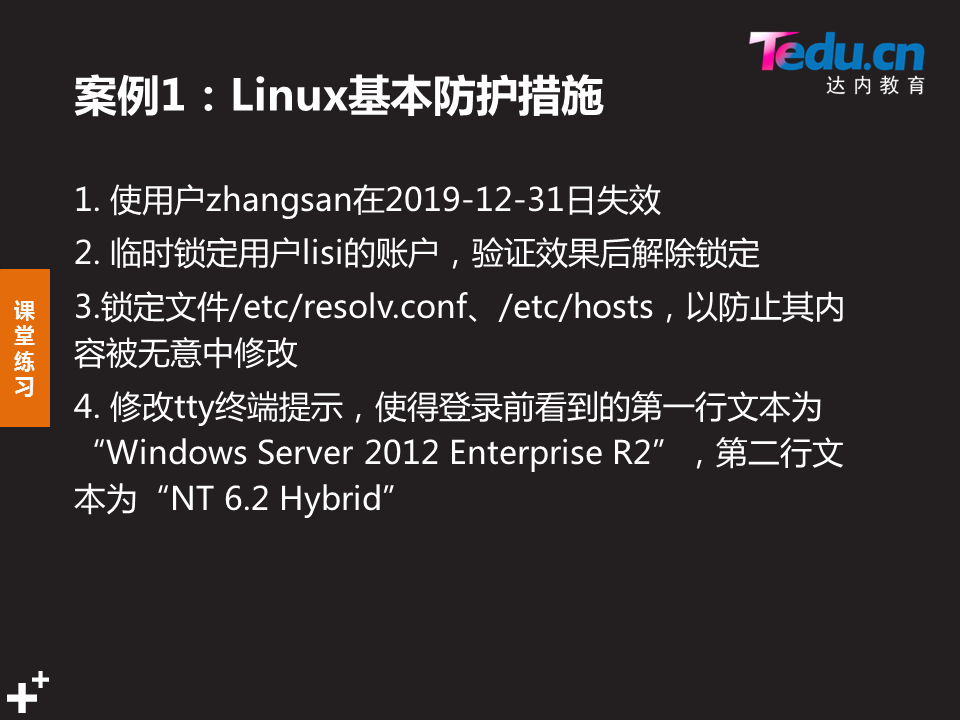 Tedu.cn
达内教育
案例1：Linux基本防护措施
1. 使用户zhangsan在2019-12-31日失效
2. 临时锁定用户lisi的账户，验证效果后解除锁定
3.锁定文件/etc/resolv.conf、/etc/hosts，以防止其内
容被无意中修改
4. 修改tty终端提示，使得登录前看到的第一行文本为
“Windows Server 2012 Enterprise R2”，第二行文
本为“NT 6.2 Hybrid”
课
堂
练
习